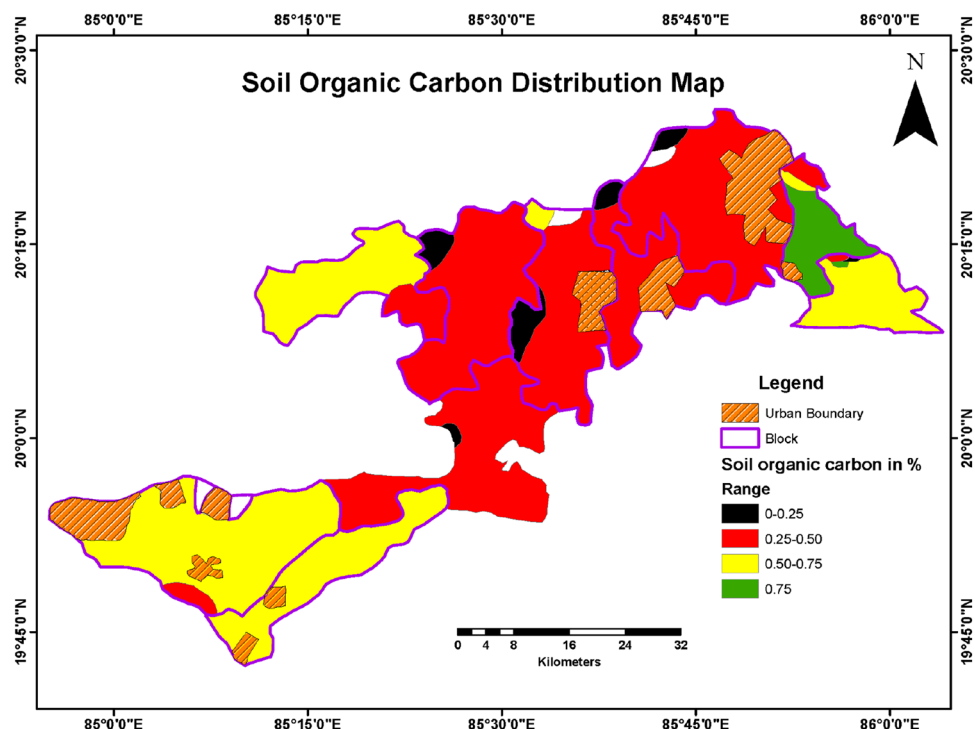 85°0'0"E 85°15'0"E 85°30'0"E 85°45'0"E 86°0'0"E
20°30'0"N
20°30'0"N
Soil Organic Carbon Distribution Map
N
20°15'0"N
20°15'0"N
Legend
Urban Boundary
Block
Soil organic carbon in %
Range
0-0.25
0.25-0.50
0.50-0.75
0.75
20°0'0"N
20°0'0"N
19°45'0"N
19°45'0"N
0 4 8 16 24 32
Kilometers
85°0'0"E 85°15'0"E 85°30'0"E 85°45'0"E 86°0'0"E